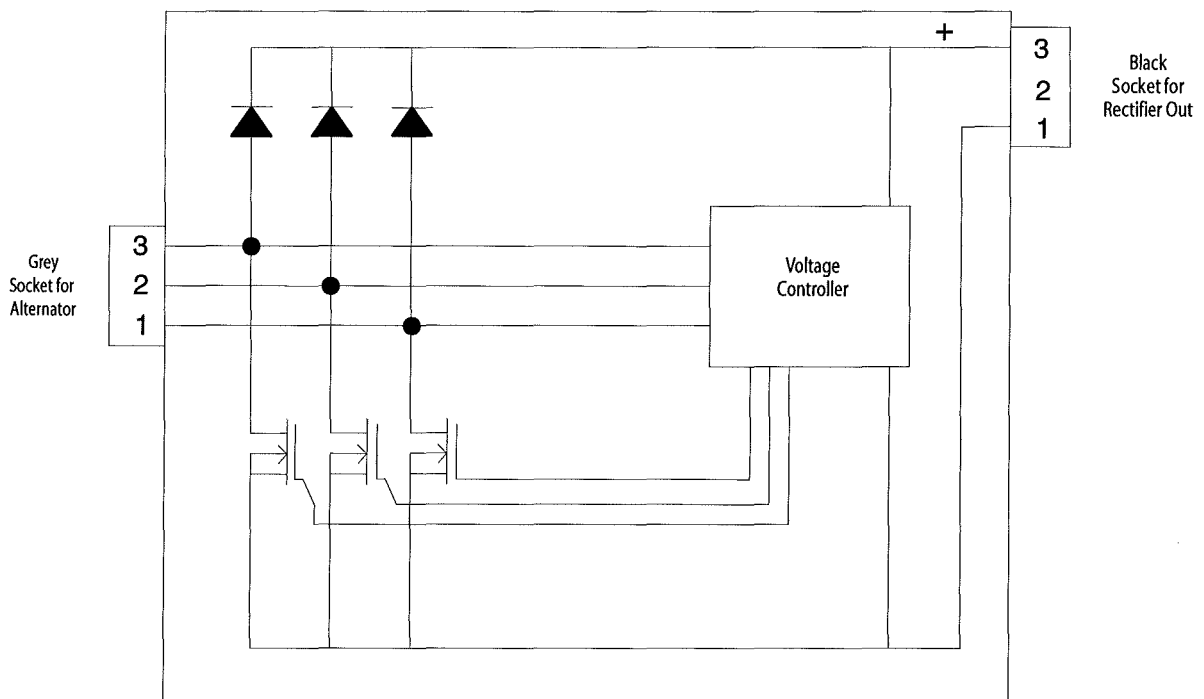 +
3
2
1
Black
Socket for
Rectifier Out
Grey
Socket for
Alternator
3
2
1
Voltage
Controller